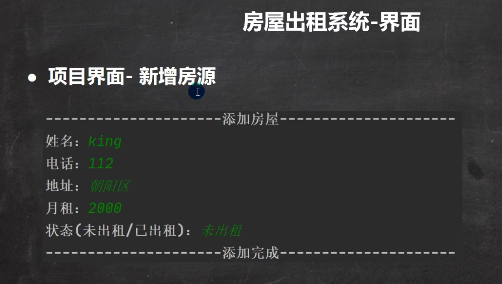 房屋出租系统-界面
● 项目界面- 新增房源
---------------------添加房屋---------------------
姓名：king
电话：112
地址：朝阳区
月租：2000
状态(未出租/已出租)：未出租
---------------------添加完成---------------------